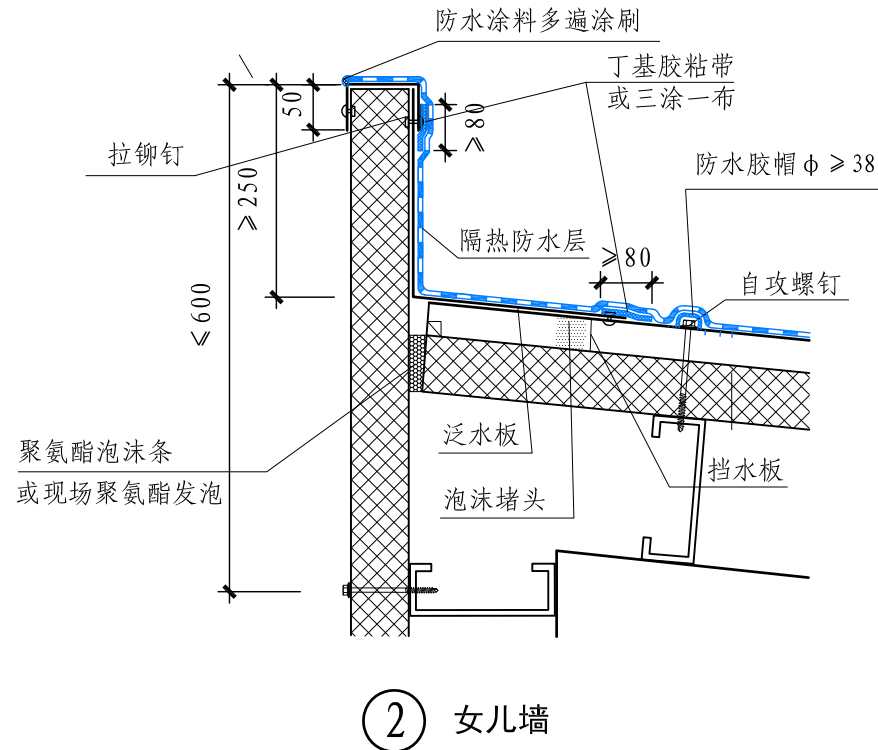 防水涂料多遍涂刷
丁基胶粘带
或三涂一布
50
≥80
拉铆钉
防水胶帽ϕ≥38
≥250
隔热防水层
≥80
自攻螺钉
≤600
聚氨酯泡沫条
或现场聚氨酯发泡
泛水板
挡水板
泡沫堵头
2 女儿墙